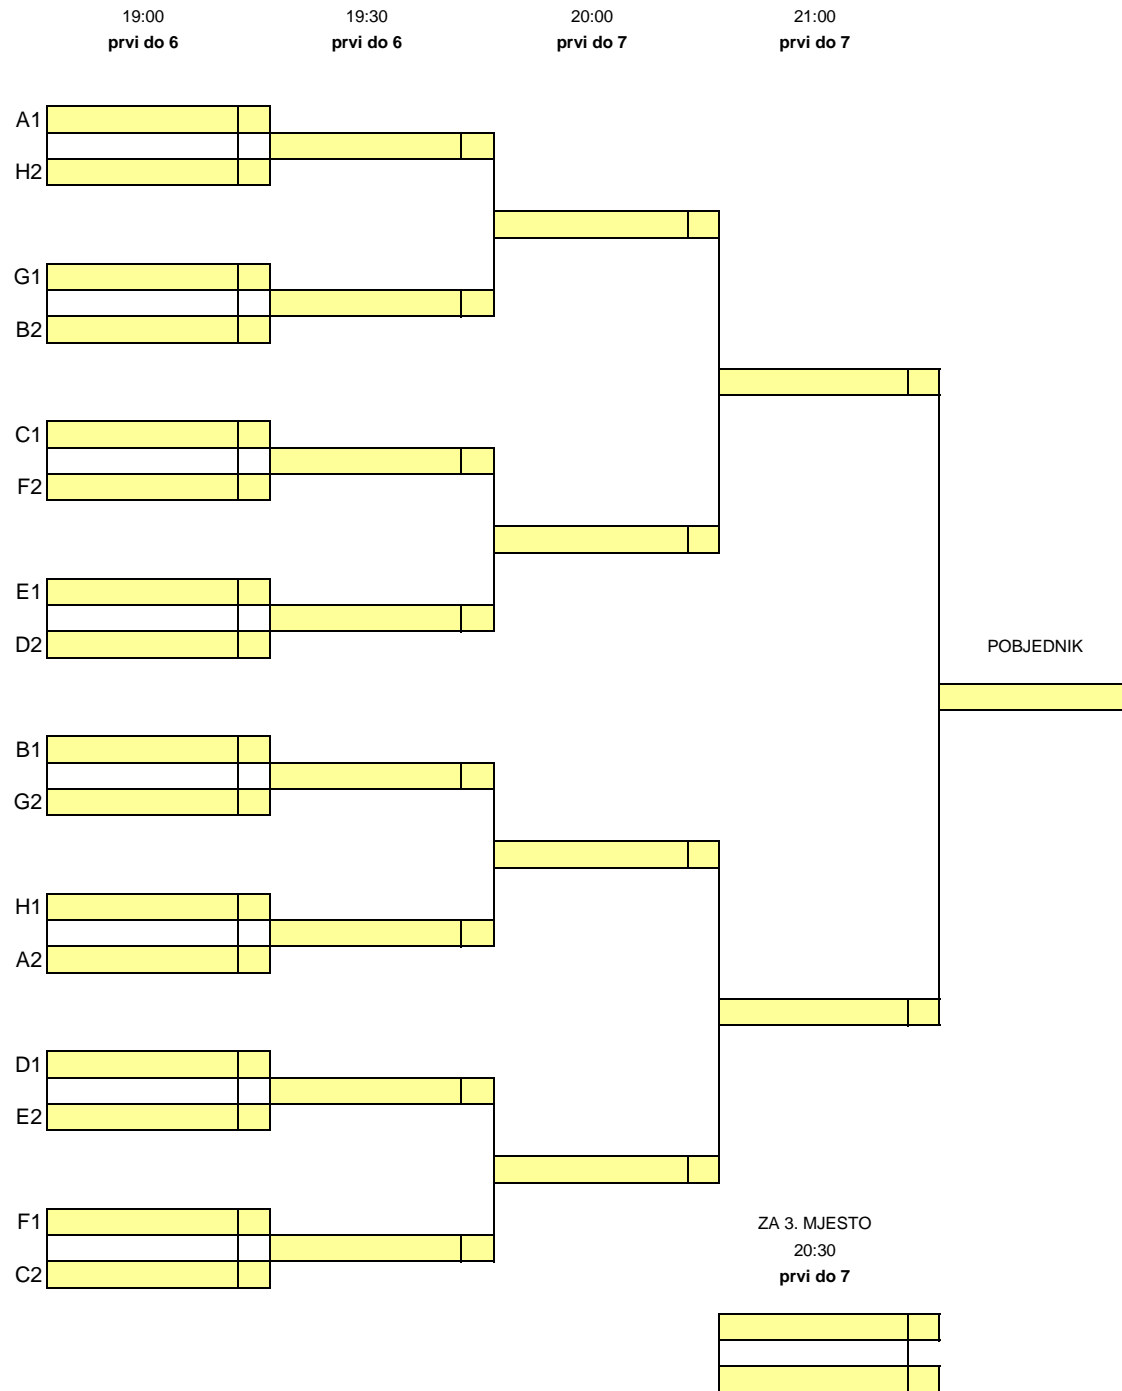 19:00 19:30 20:00 21:00
prvi do 6 prvi do 6 prvi do 7 prvi do 7
A1
H2
G1
B2
C1
F2
E1
D2
POBJEDNIK
B1
G2
H1
A2
D1
E2
F1
ZA 3. MJESTO
20:30
C2
prvi do 7